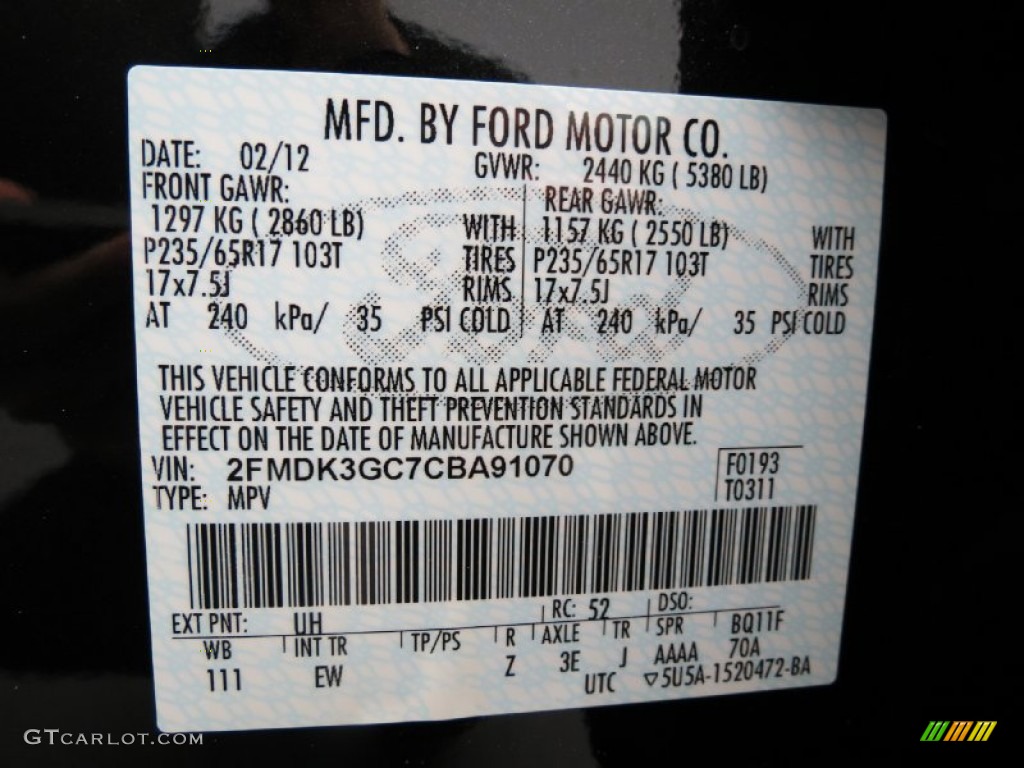 MFD. BY FORD MOTOR CO.
DATE: 02/12 GVWR: 2440 KG ( 5380 LB)
FRONT GAWR: REAR GAWR:
1297 KG ( 2860 LB) WITH 1157 KG ( 2550 LB) WITH
P235/65R17 103T TIRES P235/65R17 103T TIRES
17x7.5J RIMS 17x7.5J RIMS
AT 240 kPa/ 35 PSI COLD AT 240 kPa/ 35 PSI COLD
THIS VEHICLE CONFORMS TO ALL APPLICABLE FEDERAL MOTOR
VEHICLE SAFETY AND THEFT PREVENTION STANDARDS IN
EFFECT ON THE DATE OF MANUFACTURE SHOWN ABOVE.
VIN: 2FMDK3GC7CBA91070 F0193
TYPE: MPV T0311
EXT PNT: UH RC: 52 DSO:
WB INT TR TP/PS R AXLE TR SPR BQ11F
111 EW Z 3E J AAAA 70A
UTC ▽5U5A-1520472-BA
GTCARLOT.COM